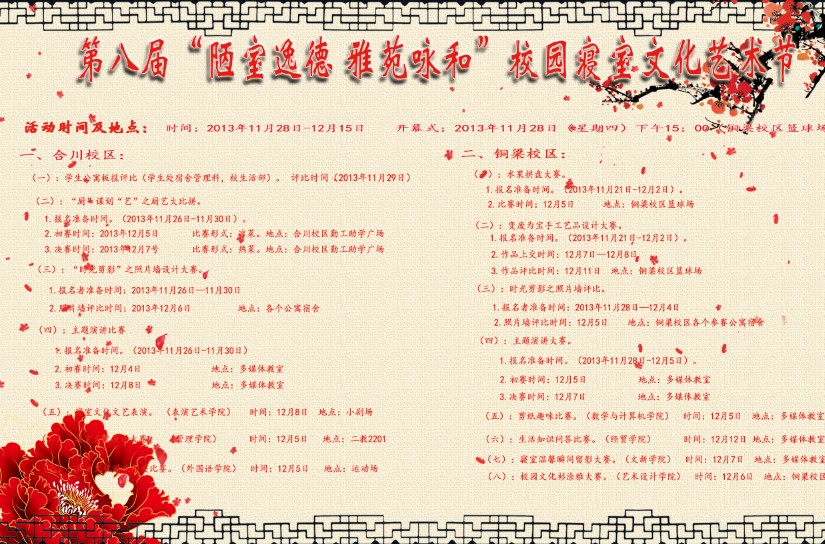 第八届“陋室逸德 雅苑咏和”校园寝室文化艺术节
活动时间及地点： 时间：2013年11月28日-12月15日 开幕式：2013年11月28日（星期四）下午15：00 铜梁校区篮球场
一、合川校区：
（一）：学生公寓板报评比（学生处宿舍管理科，校生活部）。 评比时间（2013年11月29日）
（二）：“厨色谋划“艺”之厨艺大比拼。
1.报名准备时间。（2013年11月26日-11月30日）。
2.初赛时间：2013年12月5日 比赛形式：凉菜。地点：合川校区勤工助学广场
3.决赛时间：2013年12月7号 比赛形式：热菜。地点：合川校区勤工助学广场
（三）：“时光剪影”之照片墙设计大赛。
1.报名者准备时间：2013年11月26日—11月30日
2.照片墙评比时间：2013年12月6日 地点：各个公寓宿舍
（四）：主题演讲比赛
1.报名准备时间。（2013年11月26日-11月30日）
2.初赛时间：12月4日 地点：多媒体教室
3.决赛时间：12月8日 地点：多媒体教室
（五）：寝室文化文艺表演。（表演艺术学院） 时间：12月8日 地点：小剧场
大赛。（管理学院） 时间：12月5日 地点：二教2201
比赛。（外国语学院） 时间：12月5日 地点：运动场
二、铜梁校区：
（一）：水果拼盘大赛。
1.报名准备时间。（2013年11月21日-12月2日）。
2.比赛时间：12月5日 地点：铜梁校区篮球场
（二）：变废为宝手工艺品设计大赛。
1.报名准备时间。（2013年11月21日-12月2日）。
2.作品上交时间：12月7日—12月8日
3.作品评比时间：12月11日 地点：铜梁校区篮球场
（三）：时光剪影之照片墙评比。
1.报名准备时间：2013年11月28日—12月4日
2.照片墙评比时间：12月5日 地点：铜梁校区各个参赛公寓宿舍
（四）：主题演讲大赛。
1.报名准备时间。（2013年11月28日-12月5日）。
2.初赛时间：12月5日 地点：多媒体教室
3.决赛时间：12月7日 地点：多媒体教室
（五）：剪纸趣味比赛。（数学与计算机学院） 时间：12月5日 地点：多媒体教室
（六）：生活知识问答比赛。（经贸学院） 时间：12月12日 地点：多媒体教
（七）：寝室温馨瞬间留影大赛。（文新学院） 时间：12月7日 地点：多媒体教
（八）：校园文化衫涂雅大赛。（艺术设计学院） 时间：12月6日 地点：铜梁校区